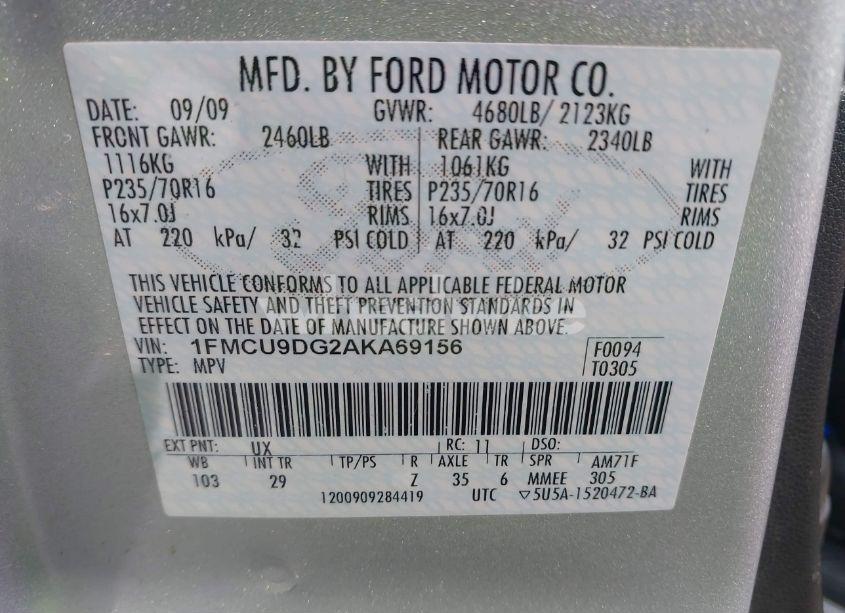 MFD. BY FORD MOTOR CO.
DATE: 09/09 GVWR: 4680LB/ 2123KG
FRONT GAWR: 2460LB REAR GAWR: 2340LB
1116KG WITH 1061KG WITH
P235/70R16 TIRES P235/70R16 TIRES
16x7.0J RIMS 16x7.0J RIMS
AT 220 kPa/ 32 PSI COLD AT 220 kPa/ 32 PSI COLD
THIS VEHICLE CONFORMS TO ALL APPLICABLE FEDERAL MOTOR
VEHICLE SAFETY AND THEFT PREVENTION STANDARDS IN
EFFECT ON THE DATE OF MANUFACTURE SHOWN ABOVE.
VIN: 1FMCU9DG2AKA69156 F0094
TYPE: MPV T0305
EXT PNT: UX RC: 11 DSO:
WB INT TR TP/PS R AXLE TR SPR AM71F
103 29 Z 35 6 MMEE 305
1200909284419 UTC ▽5U5A-1520472-BA